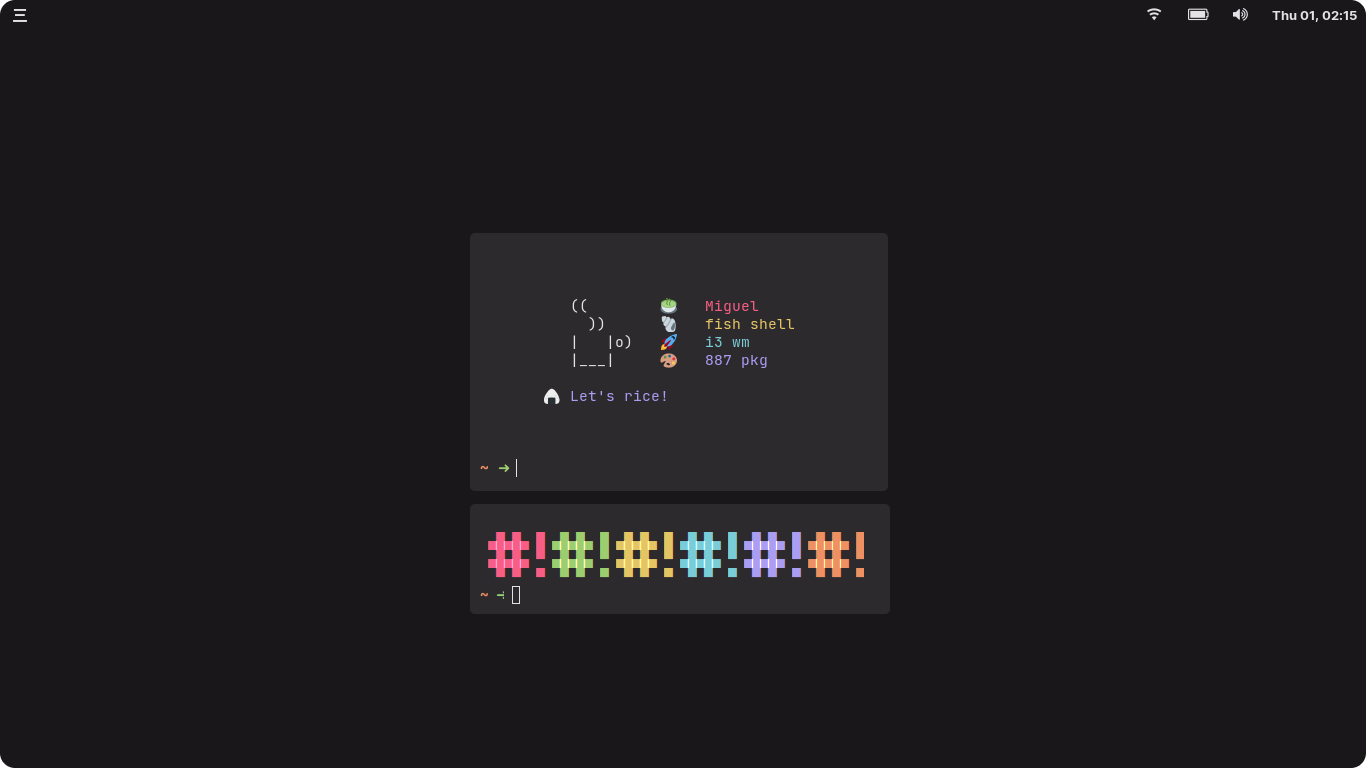 Thu 01, 02:15
((
))
|   |o)
|___|
Miguel
fish shell
i3 wm
887 pkg
Let's rice!
~ ➜
#!#!#!#!#!#!
~